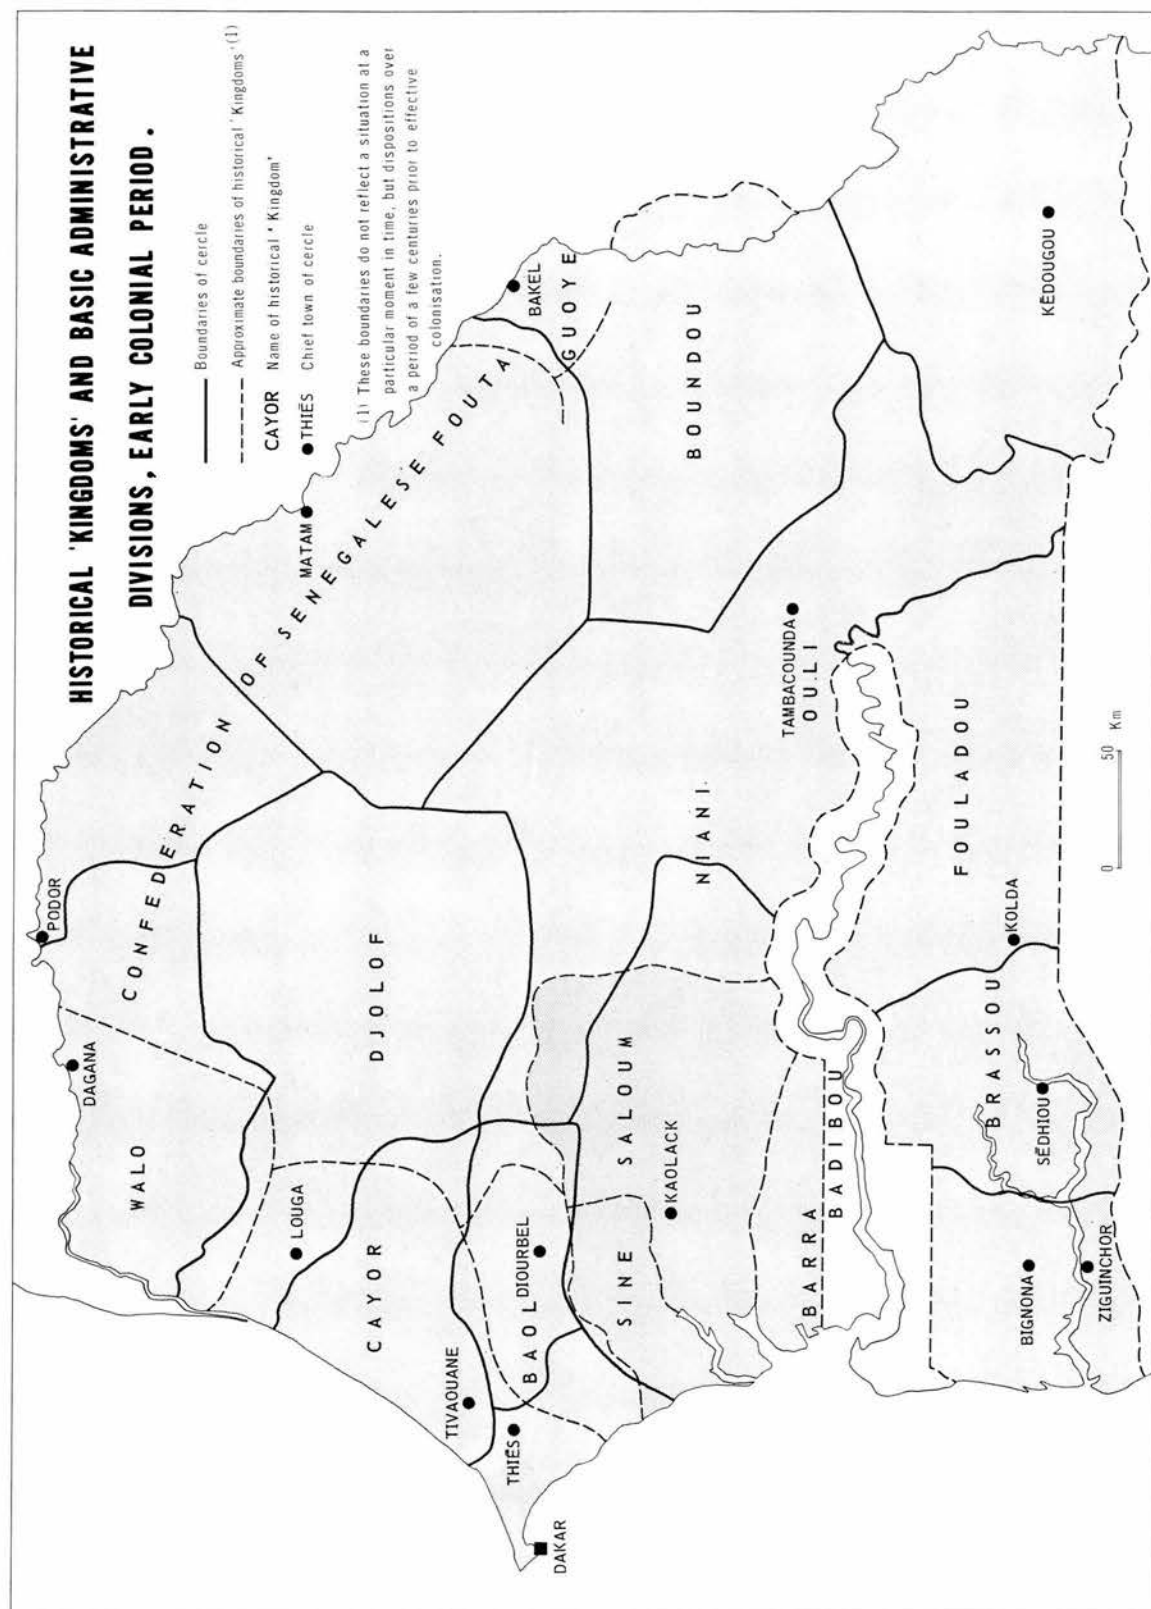 HISTORICAL 'KINGDOMS' AND BASIC ADMINISTRATIVE
DIVISIONS, EARLY COLONIAL PERIOD.
Boundaries of cercle
Approximate boundaries of historical 'Kingdoms' (1)
CAYOR Name of historical 'Kingdom'
THIÈS Chief town of cercle
(1) These boundaries do not reflect a situation at a
particular moment in time, but dispositions over
a period of a few centuries prior to effective
colonisation.
PODOR
DAGANA
MATAM
BAKEL
CONFEDERATION OF SENEGALESE FOUTA
WALO
LOUGA
DJOLOF
GUOYE
CAYOR
TIVAOUANE
THIÈS
DAKAR
BAOL
DIOURBEL
SINE SALOUM
KAOLACK
NIANI
BOUNDOU
TAMBACOUNDA
OULI
BARRA
BADIBOU
FOULADOU
KOLDA
BRASSOU
SÉDHIOU
BIGNONA
ZIGUINCHOR
KÉDOUGOU
0 50 Km